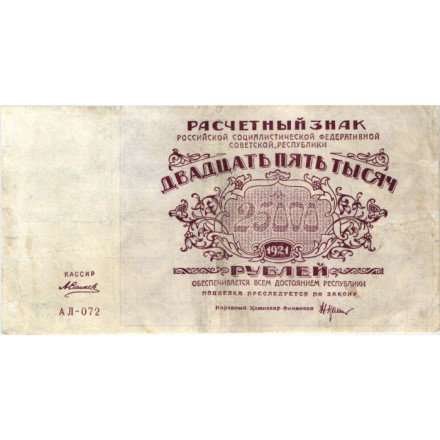 РАСЧЕТНЫЙ ЗНАК
РОССИЙСКОЙ СОЦИАЛИСТИЧЕСКОЙ ФЕДЕРАТИВНОЙ
СОВЕТСКОЙ РЕСПУБЛИКИ
ДВАДЦАТЬ ПЯТЬ ТЫСЯЧ
25000
1921
РУБЛЕЙ
ОБЕСПЕЧИВАЕТСЯ ВСЕМ ДОСТОЯНИЕМ РЕСПУБЛИКИ
ПОДДЕЛКА ПРЕСЛЕДУЕТСЯ ПО ЗАКОНУ
Народный Комиссар Финансов
КАССИР
АЛ-072